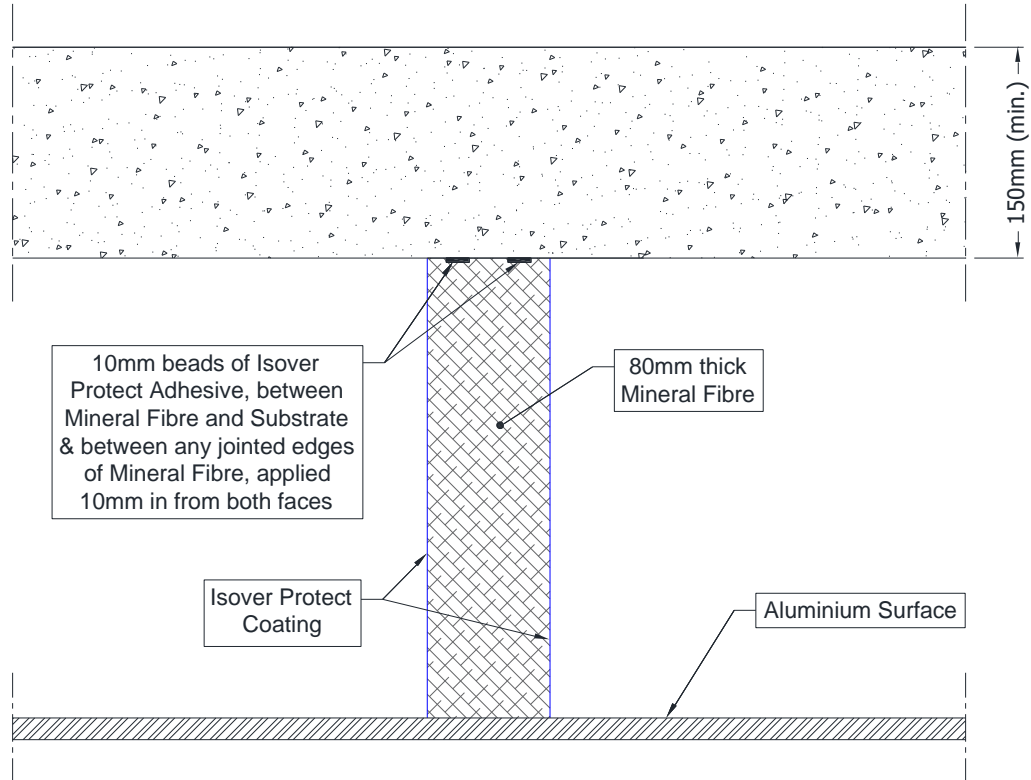 150mm (min.)
10mm beads of Isover
Protect Adhesive, between
Mineral Fibre and Substrate
& between any jointed edges
of Mineral Fibre, applied
10mm in from both faces
80mm thick
Mineral Fibre
Isover Protect
Coating
Aluminium Surface